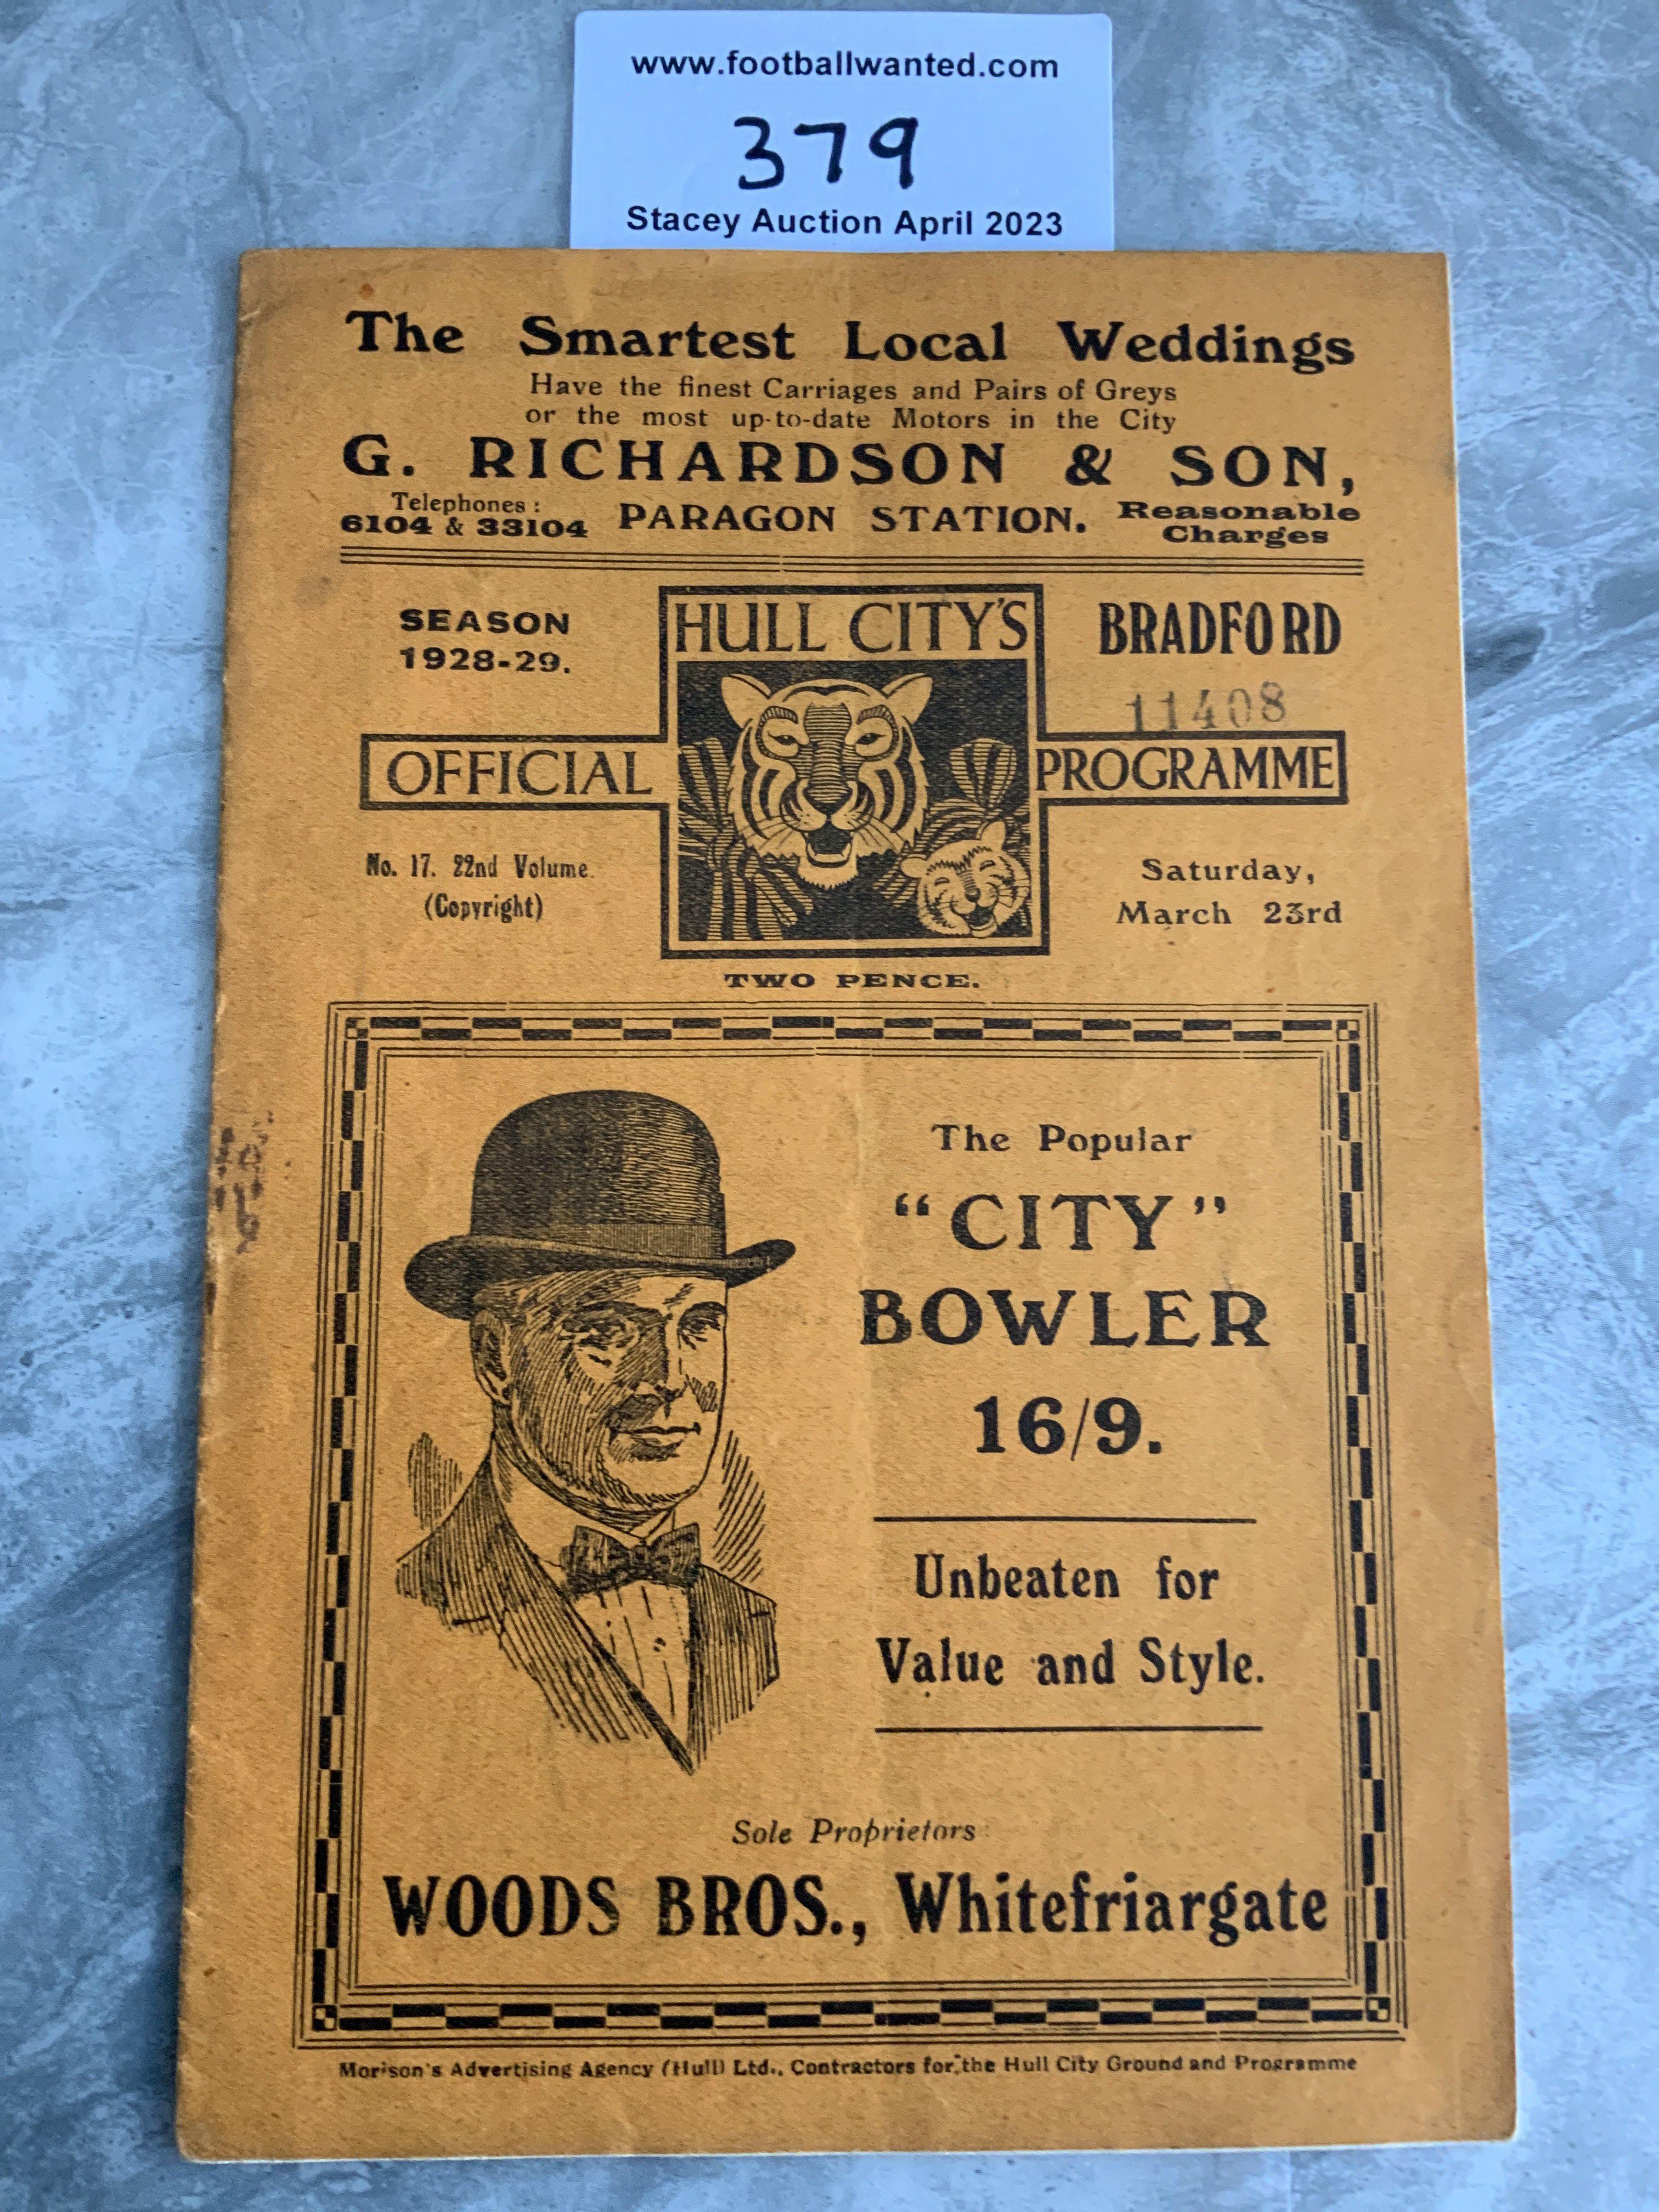 www.footballwanted.com
379
Stacey Auction April 2023
The Smartest Local Weddings
Have the finest Carriages and Pairs of Greys
or the most up-to-date Motors in the City
G. RICHARDSON & SON,
Telephones :
6104 & 33104
PARAGON STATION.
Reasonable
Charges
SEASON
1928-29.
HULL CITY'S
BRADFORD
11408
OFFICIAL
PROGRAMME
No. 17. 22nd Volume.
(Copyright)
Saturday,
March 23rd
TWO PENCE.
The Popular
"CITY"
BOWLER
16/9.
Unbeaten for
Value and Style.
Sole Proprietors
WOODS BROS., Whitefriargate
Morison's Advertising Agency (Hull) Ltd., Contractors for the Hull City Ground and Programme